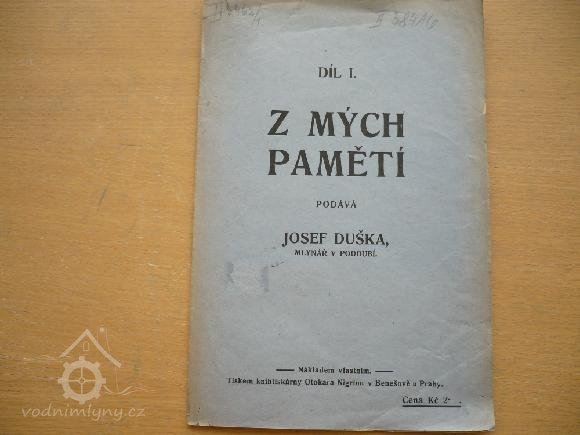 DÍL I.
Z MÝCH
PAMĚTÍ
PODÁVÁ
JOSEF DUŠKA,
MLYNÁŘ V PODDUBÍ.
Nákladem vlastním.
Tiskem knihtiskárny Otokara Nigrinu v Benešově u Prahy.
Cena Kč 2·—.
vodnimlyny.cz